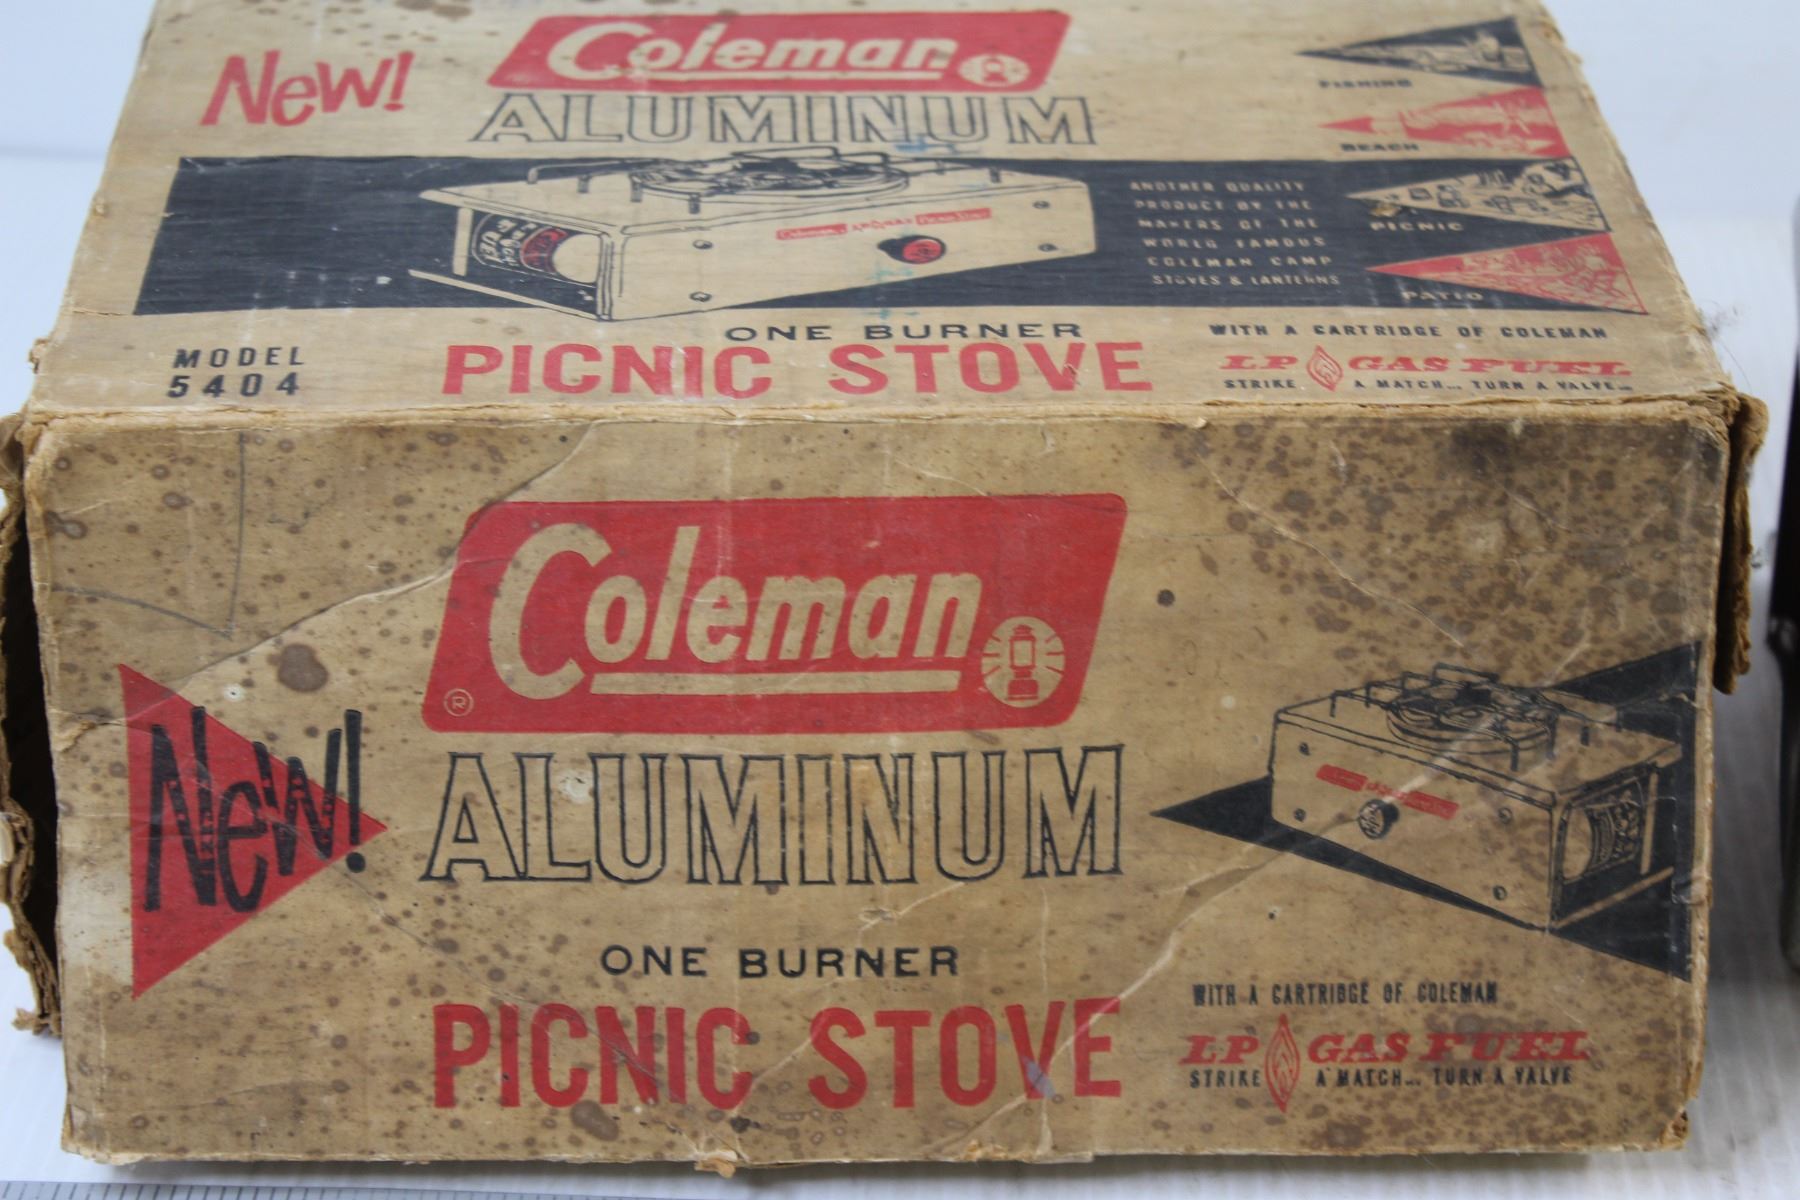 New!
Coleman
ALUMINUM
FISHING
BEACH
PICNIC
PATIO
ANOTHER QUALITY
PRODUCT BY THE
MAKERS OF THE
WORLD FAMOUS
COLEMAN CAMP
STOVES & LANTERNS
MODEL
5404
ONE BURNER
PICNIC STOVE
WITH A CARTRIDGE OF COLEMAN
LP GAS FUEL
STRIKE A MATCH... TURN A VALVE...
New!
Coleman
®
ALUMINUM
ONE BURNER
PICNIC STOVE
WITH A CARTRIDGE OF COLEMAN
LP GAS FUEL
STRIKE A MATCH... TURN A VALVE